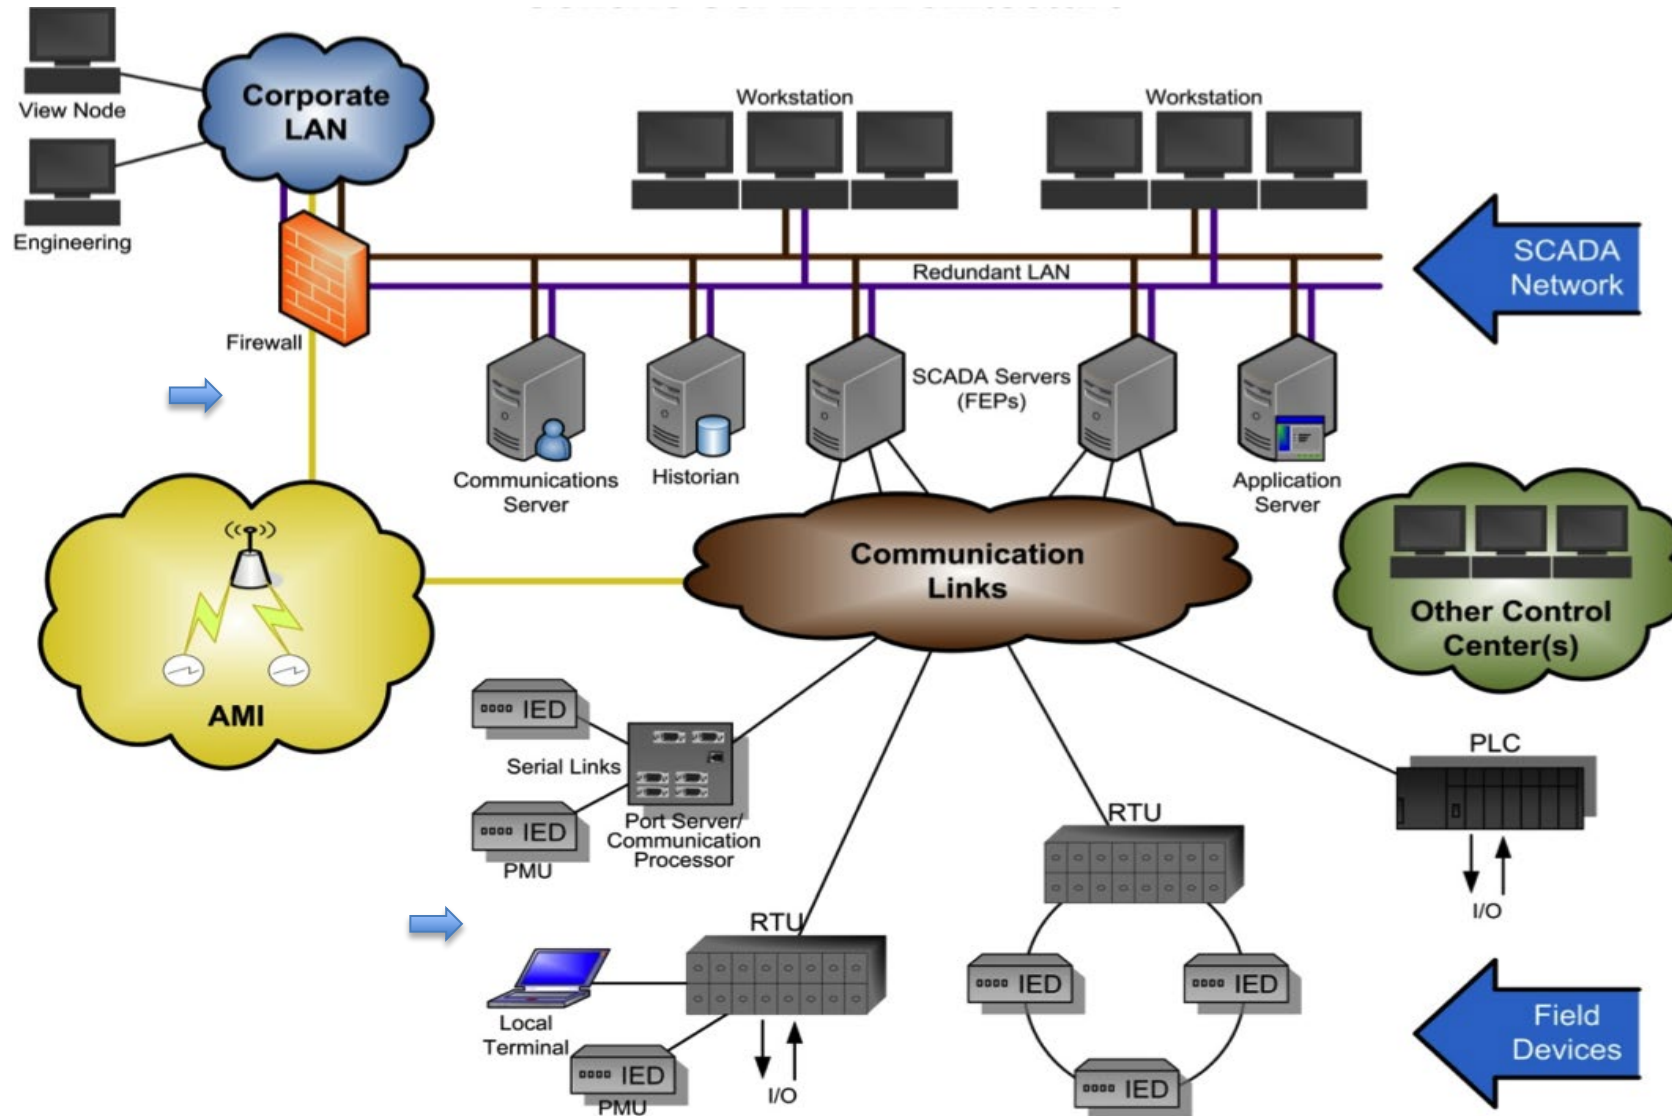 View Node
Engineering
Corporate
LAN
Firewall
Workstation
Workstation
Redundant LAN
SCADA
Network
Communications
Server
Historian
SCADA Servers
(FEPs)
Application
Server
AMI
Communication
Links
Other Control
Center(s)
IED
Serial Links
IED
PMU
Port Server/
Communication
Processor
RTU
Local
Terminal
IED
PMU
I/O
RTU
IED
IED
IED
PLC
I/O
Field
Devices